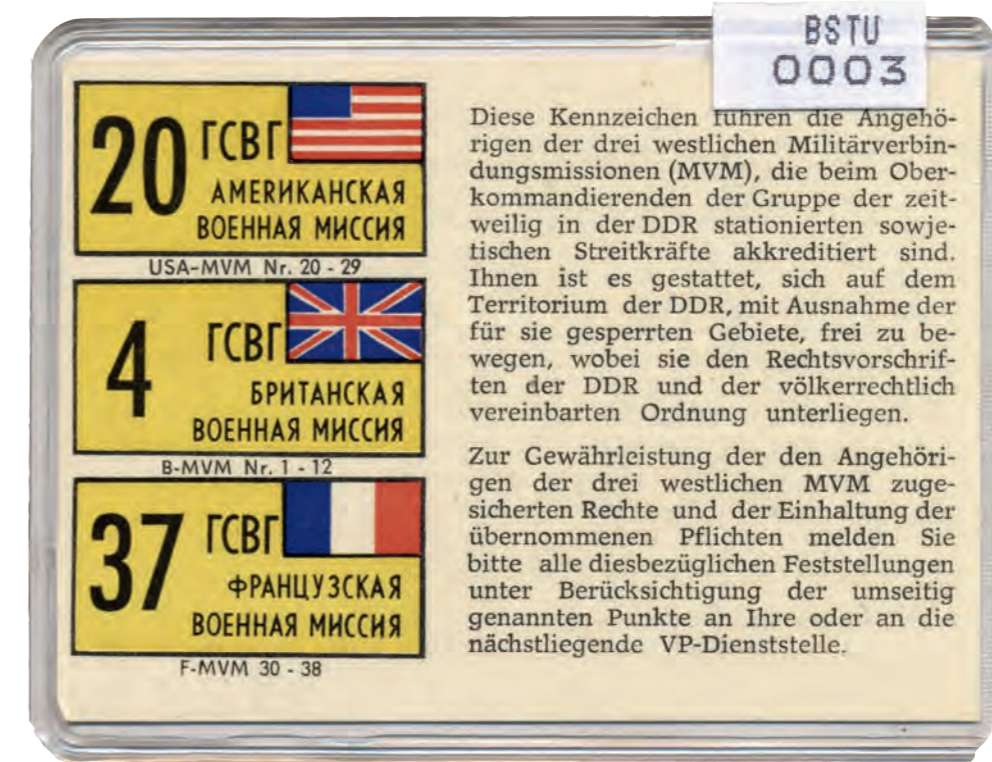 BSTU
0003
20 ГСВГ
АМЕRИКАНСКАЯ
ВОЕННАЯ МИССИЯ
USA-MVM Nr. 20 - 29
4 ГСВГ
БРИТАНСКАЯ
ВОЕННАЯ МИССИЯ
B-MVM Nr. 1 - 12
37 ГСВГ
ФРАНЦУЗСКАЯ
ВОЕННАЯ МИССИЯ
F-MVM 30 - 38
Diese Kennzeichen führen die Angehö-
rigen der drei westlichen Militärverbin-
dungsmissionen (MVM), die beim Ober-
kommandierenden der Gruppe der zeit-
weilig in der DDR stationierten sowje-
tischen Streitkräfte akkreditiert sind.
Ihnen ist es gestattet, sich auf dem
Territorium der DDR, mit Ausnahme der
für sie gesperrten Gebiete, frei zu be-
wegen, wobei sie den Rechtsvorschrif-
ten der DDR und der völkerrechtlich
vereinbarten Ordnung unterliegen.
Zur Gewährleistung der den Angehöri-
gen der drei westlichen MVM zuge-
sicherten Rechte und der Einhaltung der
übernommenen Pflichten melden Sie
bitte alle diesbezüglichen Feststellungen
unter Berücksichtigung der umseitig
genannten Punkte an Ihre oder an die
nächstliegende VP-Dienststelle.